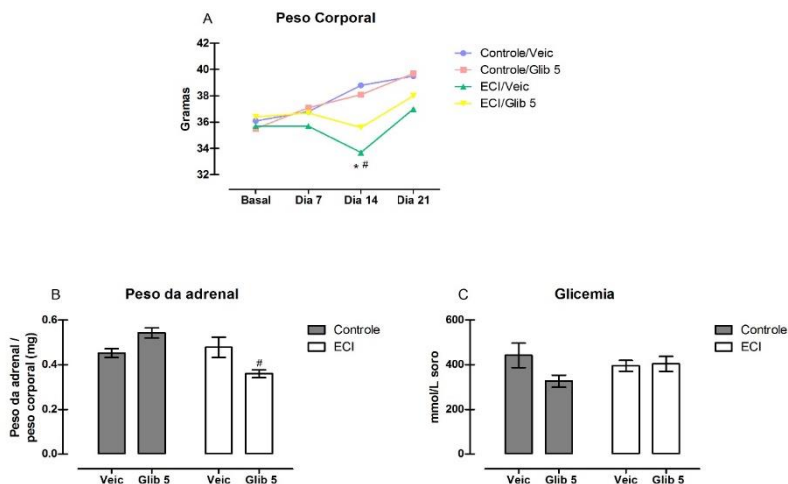 A
Peso Corporal
Gramas
42
40
38
36
34
32
Basal Dia 7 Dia 14 Dia 21
* #
Controle/Veic
Controle/Glib 5
ECI/Veic
ECI/Glib 5
B
Peso da adrenal
Peso da adrenal /
peso corporal (mg)
0.6
0.4
0.2
0.0
#
Veic Glib 5 Veic Glib 5
Controle
ECI
C
Glicemia
mmol/L soro
600
400
200
0
Veic Glib 5 Veic Glib 5
Controle
ECI